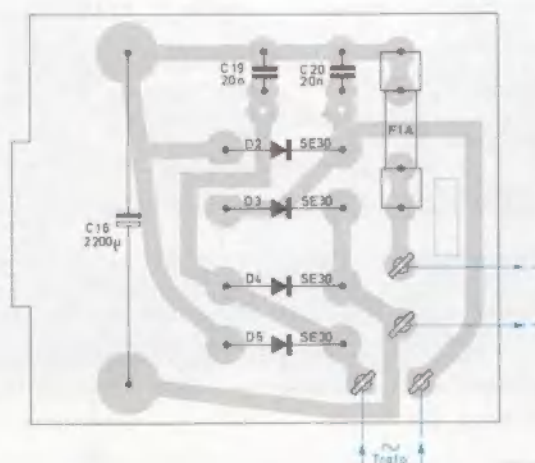 C19
20n
C20
20n
F1A
D2
SE30
D3
SE30
C16
2200µ
D4
SE30
D5
SE30
~
Trafo